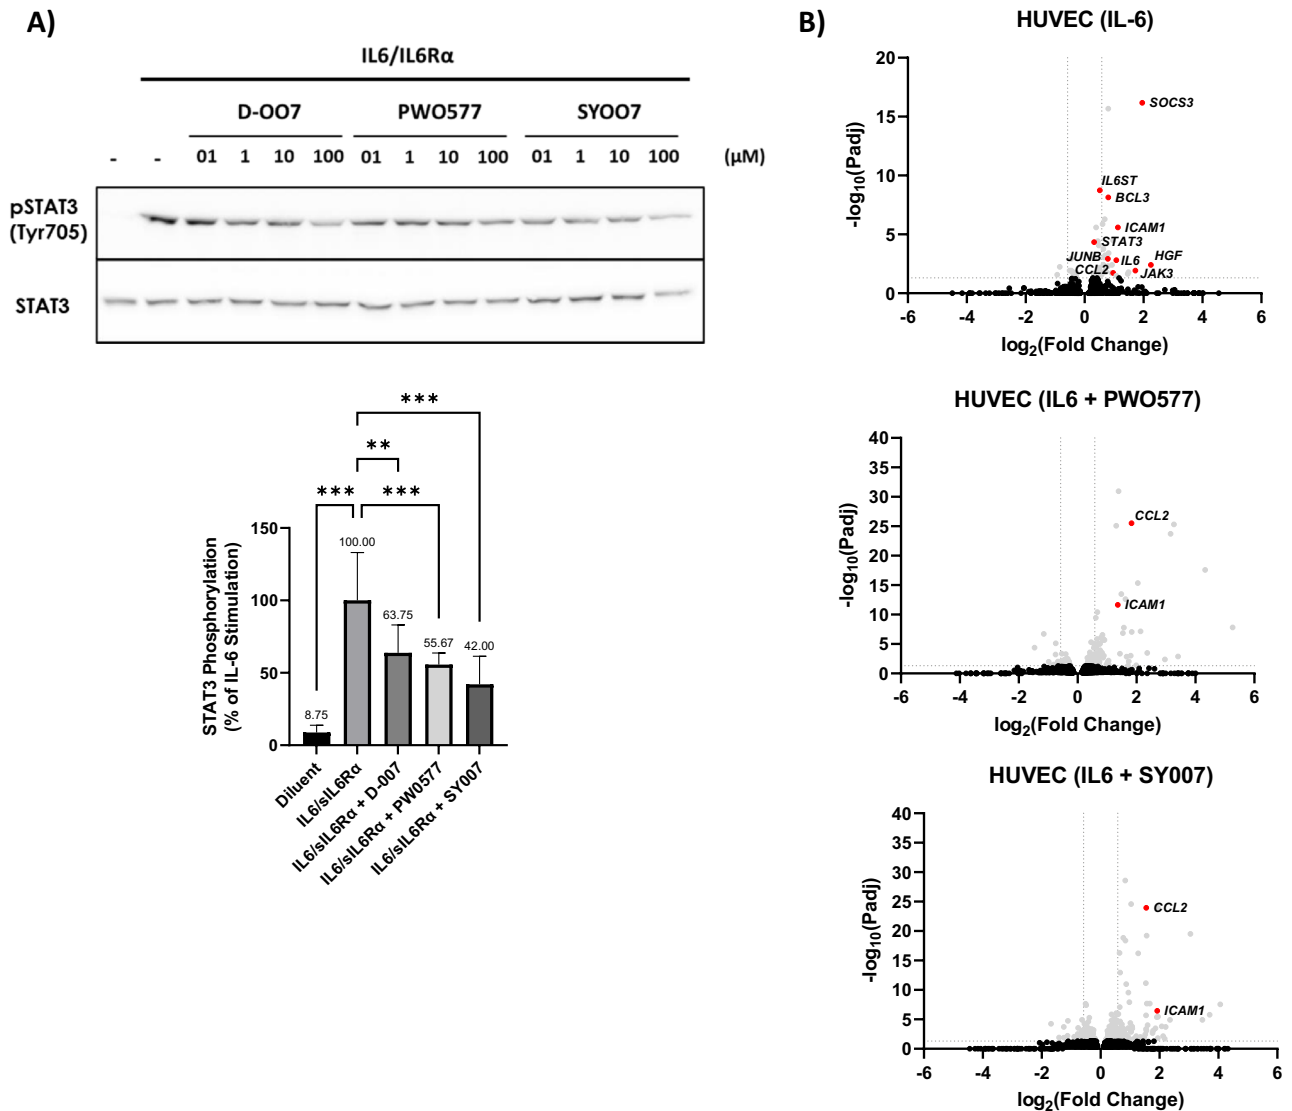 A)
IL6/IL6Rα
D-OO7 PWO577 SYOO7
- - 01 1 10 100 01 1 10 100 01 1 10 100 (μM)
pSTAT3
(Tyr705)
STAT3
*** 
**
*** ***
STAT3 Phosphorylation
(% of IL-6 Stimulation)
150
100
50
0
8.75
100.00
63.75
55.67
42.00
Diluent
IL6/sIL6Rα
IL6/sIL6Rα + D-007
IL6/sIL6Rα + PW0577
IL6/sIL6Rα + SY007
B)
HUVEC (IL-6)
-log10(Padj)
20
15
10
5
0
SOCS3
IL6ST
BCL3
ICAM1
STAT3
JUNB IL6 HGF
CCL2 JAK3
-6 -4 -2 0 2 4 6
log2(Fold Change)
HUVEC (IL6 + PWO577)
-log10(Padj)
40
35
30
25
20
15
10
5
0
CCL2
ICAM1
-6 -4 -2 0 2 4 6
log2(Fold Change)
HUVEC (IL6 + SY007)
-log10(Padj)
40
35
30
25
20
15
10
5
0
CCL2
ICAM1
-6 -4 -2 0 2 4 6
log2(Fold Change)